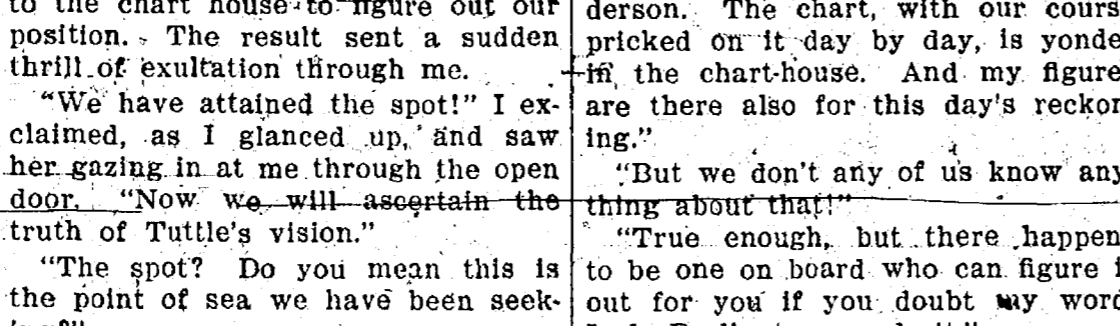 to the chart house to figure out our
position. The result sent a sudden
thrill of exultation through me.
"We have attained the spot!" I ex-
claimed, as I glanced up, and saw
her gazing in at me through the open
door. "Now we will ascertain the
truth of Tuttle's vision."
"The spot? Do you mean this is
the point of sea we have been seek-
derson. The chart, with our cours
pricked on it day by day, is yonde
in the chart-house. And my figure
are there also for this day's reckon
ing."
"But we don't any of us know any
thing about that!"
"True enough, but there happen
to be one on board who can figure i
out for you if you doubt my word